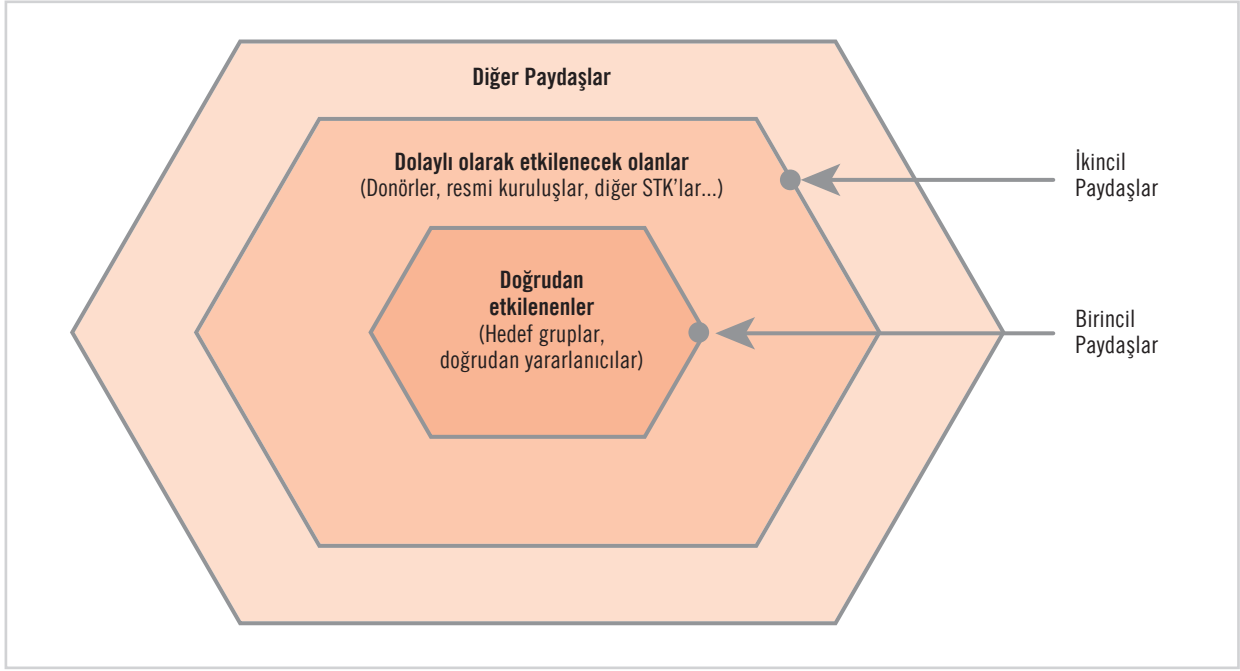 Diğer Paydaşlar
Dolaylı olarak etkilenecek olanlar
(Donörler, resmi kuruluşlar, diğer STK’lar...)
İkincil
Paydaşlar
Doğrudan
etkilenenler
(Hedef gruplar,
doğrudan yararlanıcılar)
Birincil
Paydaşlar